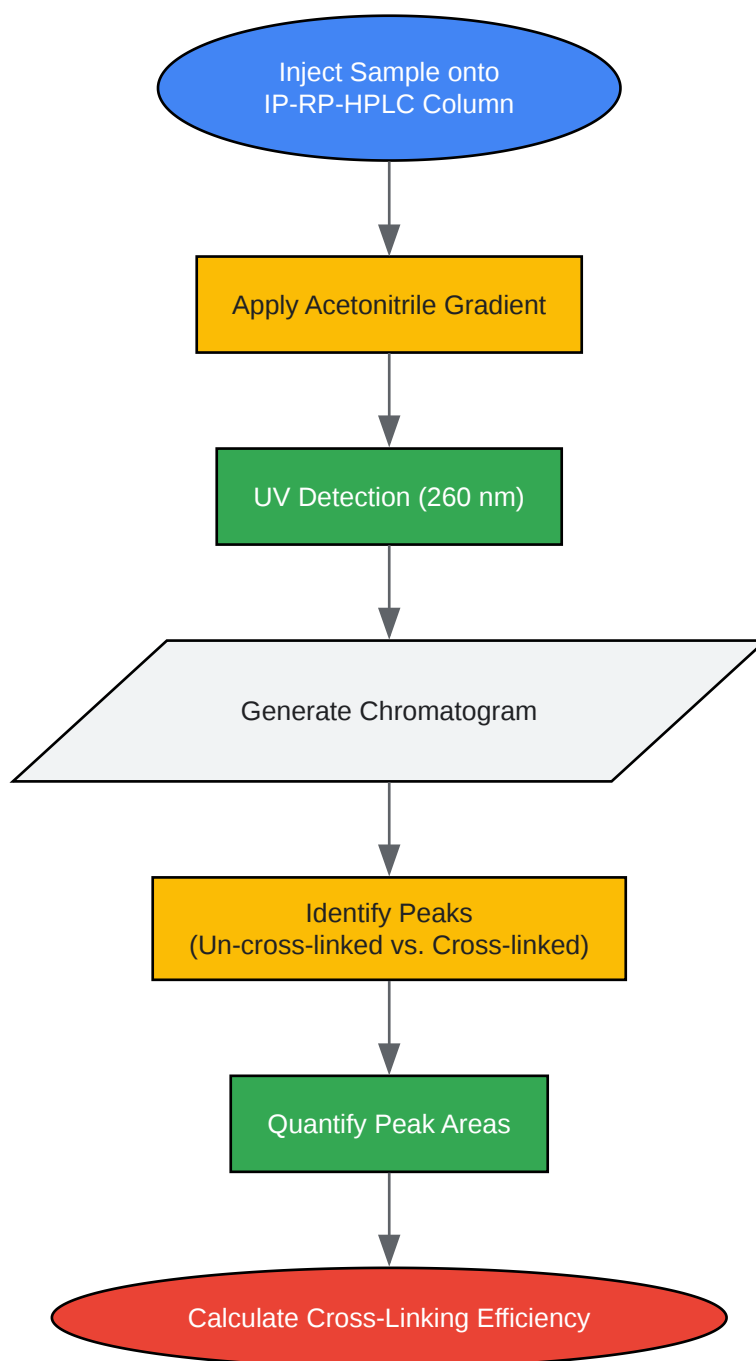 Inject Sample onto
IP-RP-HPLC Column
Apply Acetonitrile Gradient
UV Detection (260 nm)
Generate Chromatogram
Identify Peaks
(Un-cross-linked vs. Cross-linked)
Quantify Peak Areas
Calculate Cross-Linking Efficiency